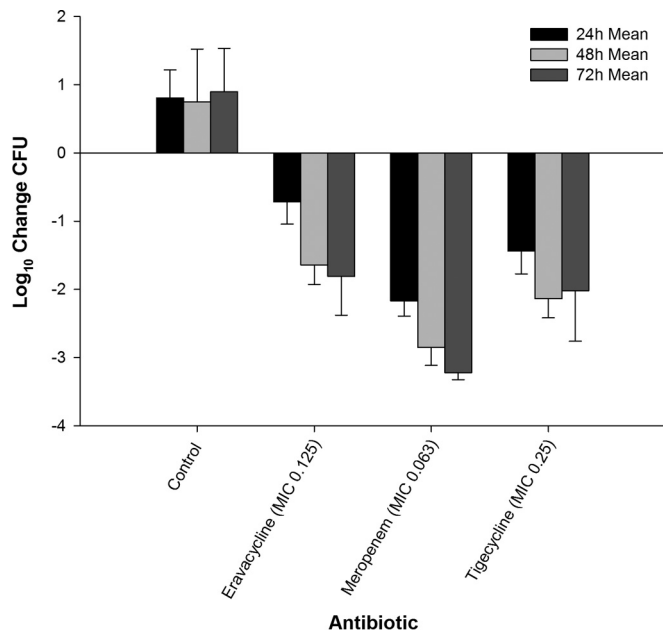 2
1
0
-1
-2
-3
-4
Log₁₀ Change CFU
24h Mean
48h Mean
72h Mean
Control
Eravacycline (MIC 0.125)
Meropenem (MIC 0.063)
Tigecycline (MIC 0.25)
Antibiotic